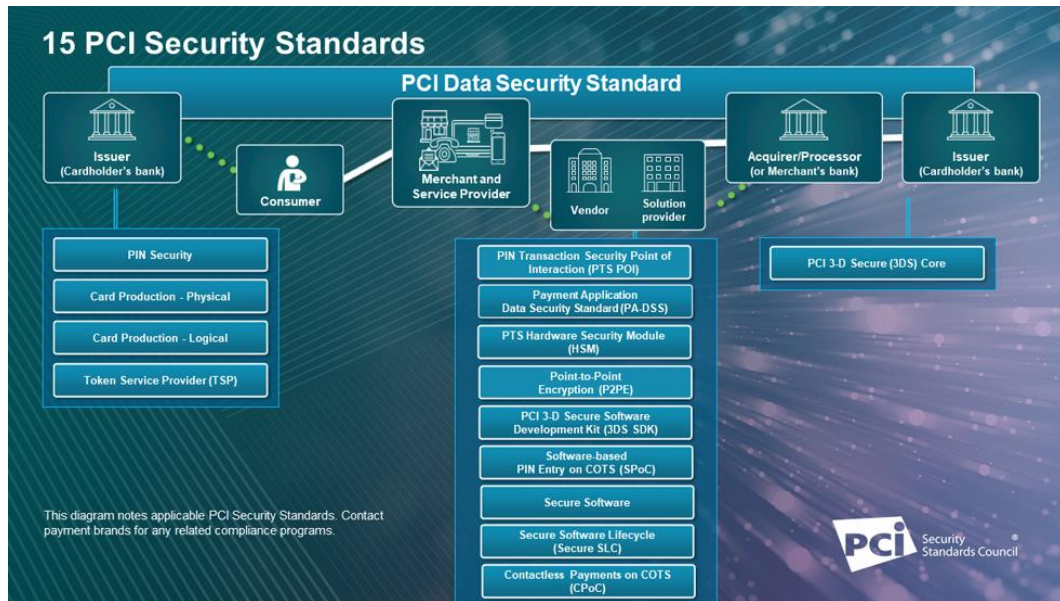 15 PCI Security Standards
PCI Data Security Standard
Issuer
(Cardholder's bank)
Consumer
Merchant and
Service Provider
Vendor
Solution
provider
Acquirer/Processor
(or Merchant's bank)
Issuer
(Cardholder's bank)
PIN Security
Card Production - Physical
Card Production - Logical
Token Service Provider (TSP)
PIN Transaction Security Point of
Interaction (PTS POI)
Payment Application
Data Security Standard (PA-DSS)
PTS Hardware Security Module
(HSM)
Point-to-Point
Encryption (P2PE)
PCI 3-D Secure Software
Development Kit (3DS SDK)
Software-based
PIN Entry on COTS (SPoC)
Secure Software
Secure Software Lifecycle
(Secure SLC)
Contactless Payments on COTS
(CPoC)
PCI 3-D Secure (3DS) Core
This diagram notes applicable PCI Security Standards. Contact
payment brands for any related compliance programs.
PCi
Security ®
Standards Council